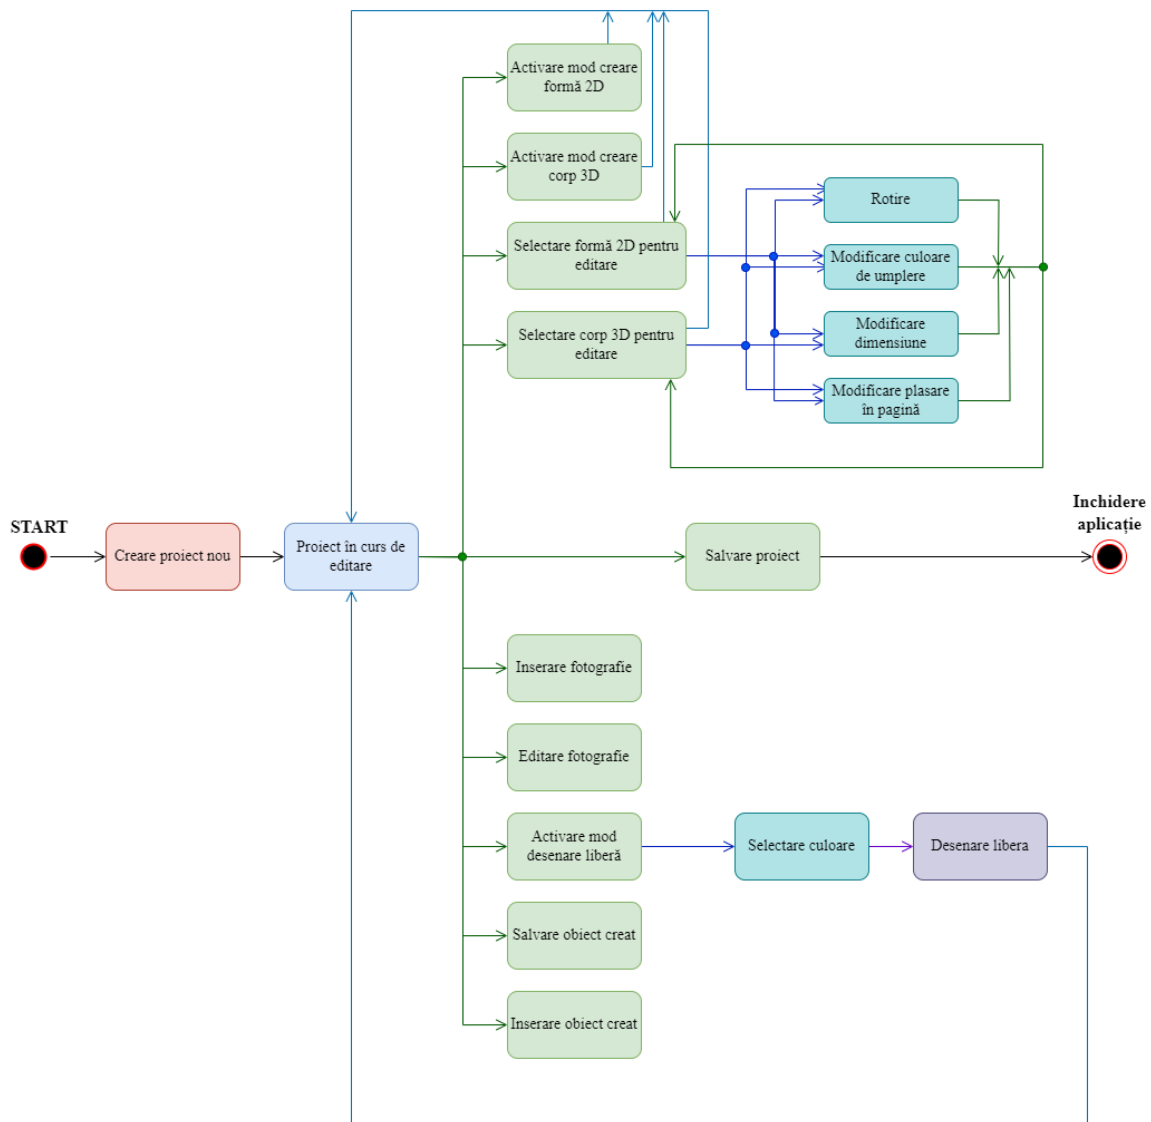 Activare mod creare
formă 2D
Activare mod creare
corp 3D
Selectare formă 2D pentru
editare
Selectare corp 3D pentru
editare
Rotire
Modificare culoare
de umplere
Modificare
dimensiune
Modificare plasare
în pagină
START
Creare proiect nou
Proiect în curs de
editare
Salvare proiect
Inchidere
aplicație
Inserare fotografie
Editare fotografie
Activare mod
desenare liberă
Selectare culoare
Desenare libera
Salvare obiect creat
Inserare obiect creat